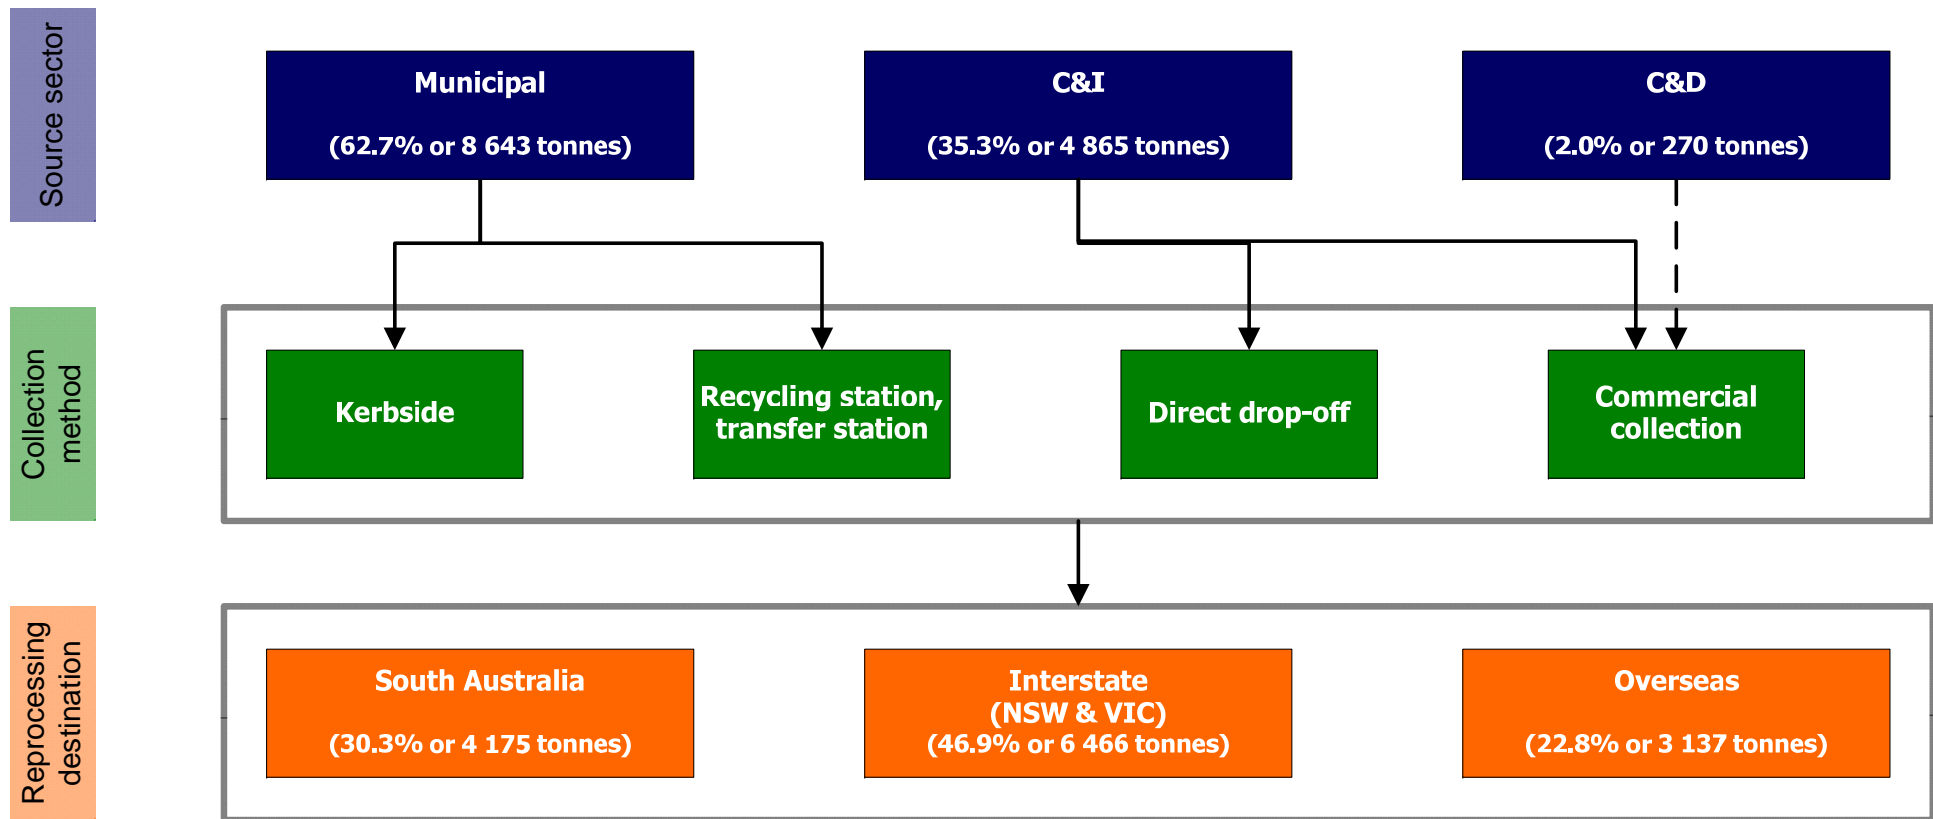 Source sector
Municipal
(62.7% or 8 643 tonnes)
C&I
(35.3% or 4 865 tonnes)
C&D
(2.0% or 270 tonnes)
Collection
method
Kerbside
Recycling station,
transfer station
Direct drop-off
Commercial
collection
Reprocessing
destination
South Australia
(30.3% or 4 175 tonnes)
Interstate
(NSW & VIC)
(46.9% or 6 466 tonnes)
Overseas
(22.8% or 3 137 tonnes)